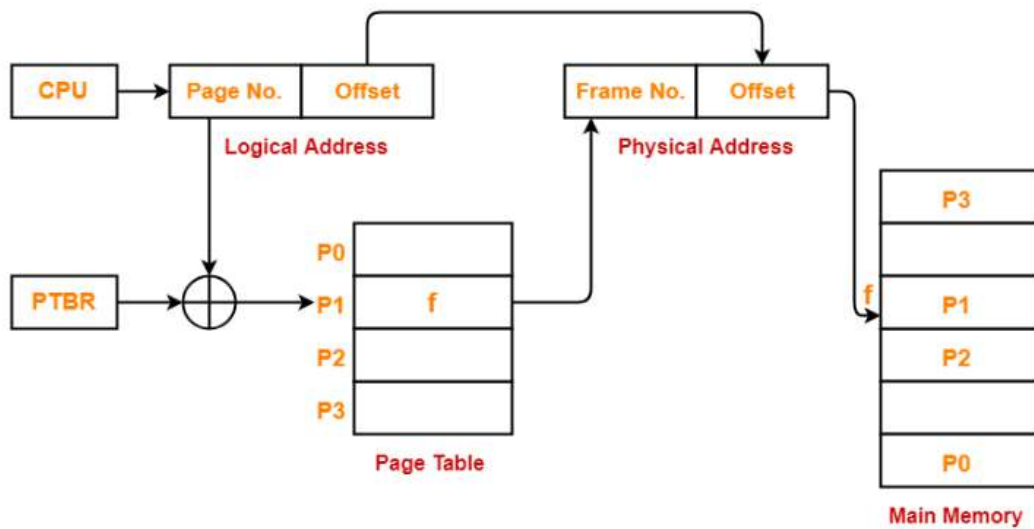 CPU
Page No.
Offset
Logical Address
Frame No.
Offset
Physical Address
PTBR
P0
P1
f
P2
P3
Page Table
P3
f
P1
P2
P0
Main Memory